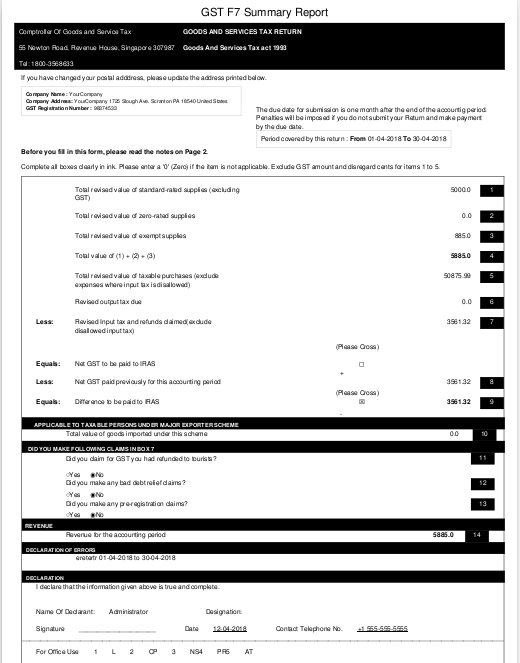 GST F7 Summary Report
Comptroller Of Goods and Service Tax GOODS AND SERVICES TAX RETURN
55 Newton Road, Revenue House, Singapore 307987 Goods And Services Tax act 1993
Tel: 1800-3568633
If you have changed your postal adddress, please update the address printed below.
Company Name : YourCompany
Company Address: YourCompany 1725 Slough Ave. Scranton PA 18540 United States
GST Registration Number : 98374533
The due date for submission is one month after the end of the accountig period.
Penalties will be imposed if you do not submit your Return and make payment
by the due date.
Period covered by this return : From 01-04-2018 To 30-04-2018
Before you fill in this form, please read the notes on Page 2.
Complete all boxes clearly in ink. Please enter a '0' (Zero) if the item is not applicable. Exclude GST amount and disregard cents for items 1 to 5.
Total revised value of standard-rated supplies (excluding 5000.0 1
GST)
Total revised value of zero-rated supplies 0.0 2
Total revised value of exempt supplies 885.0 3
Total value of (1) + (2) + (3) 5885.0 4
Total revised value of taxable purchases (exclude 50875.99 5
expenses where input tax is disallowed)
Revised output tax due 0.0 6
Less: Revised Input tax and refunds claimed(exclude 3561.32 7
disallowed input tax)
(Please Cross)
Equals: Net GST to be paid to IRAS ☐
+
Less: Net GST paid previously for this accounting period 3561.32 8
(Please Cross)
Equals: Difference to be paid to IRAS ☒ 3561.32 9
-
APPLICABLE TO TAXABLE PERSONS UNDER MAJOR EXPORTER SCHEME
Total value of goods imported under this scheme 0.0 10
DID YOU MAKE FOLLOWING CLAIMS IN BOX 7
Did you claim for GST you had refunded to tourists? 11
○Yes ◉No
Did you make any bad debt relief claims? 12
○Yes ◉No
Did you make any pre-registration claims? 13
○Yes ◉No
REVENUE
Revenue for the accounting period 5885.0 14
DECLARATION OF ERRORS
eretertr 01-04-2018 to 30-04-2018
DECLARATION
I declare that the information given above is true and complete.
Name Of Declarant: Administrator Designation:
Signature ____________________ Date 12-04-2018 Contact Telephone No. +1 555-555-5555
For Office Use 1 L 2 CP 3 NS4 PR5 AT